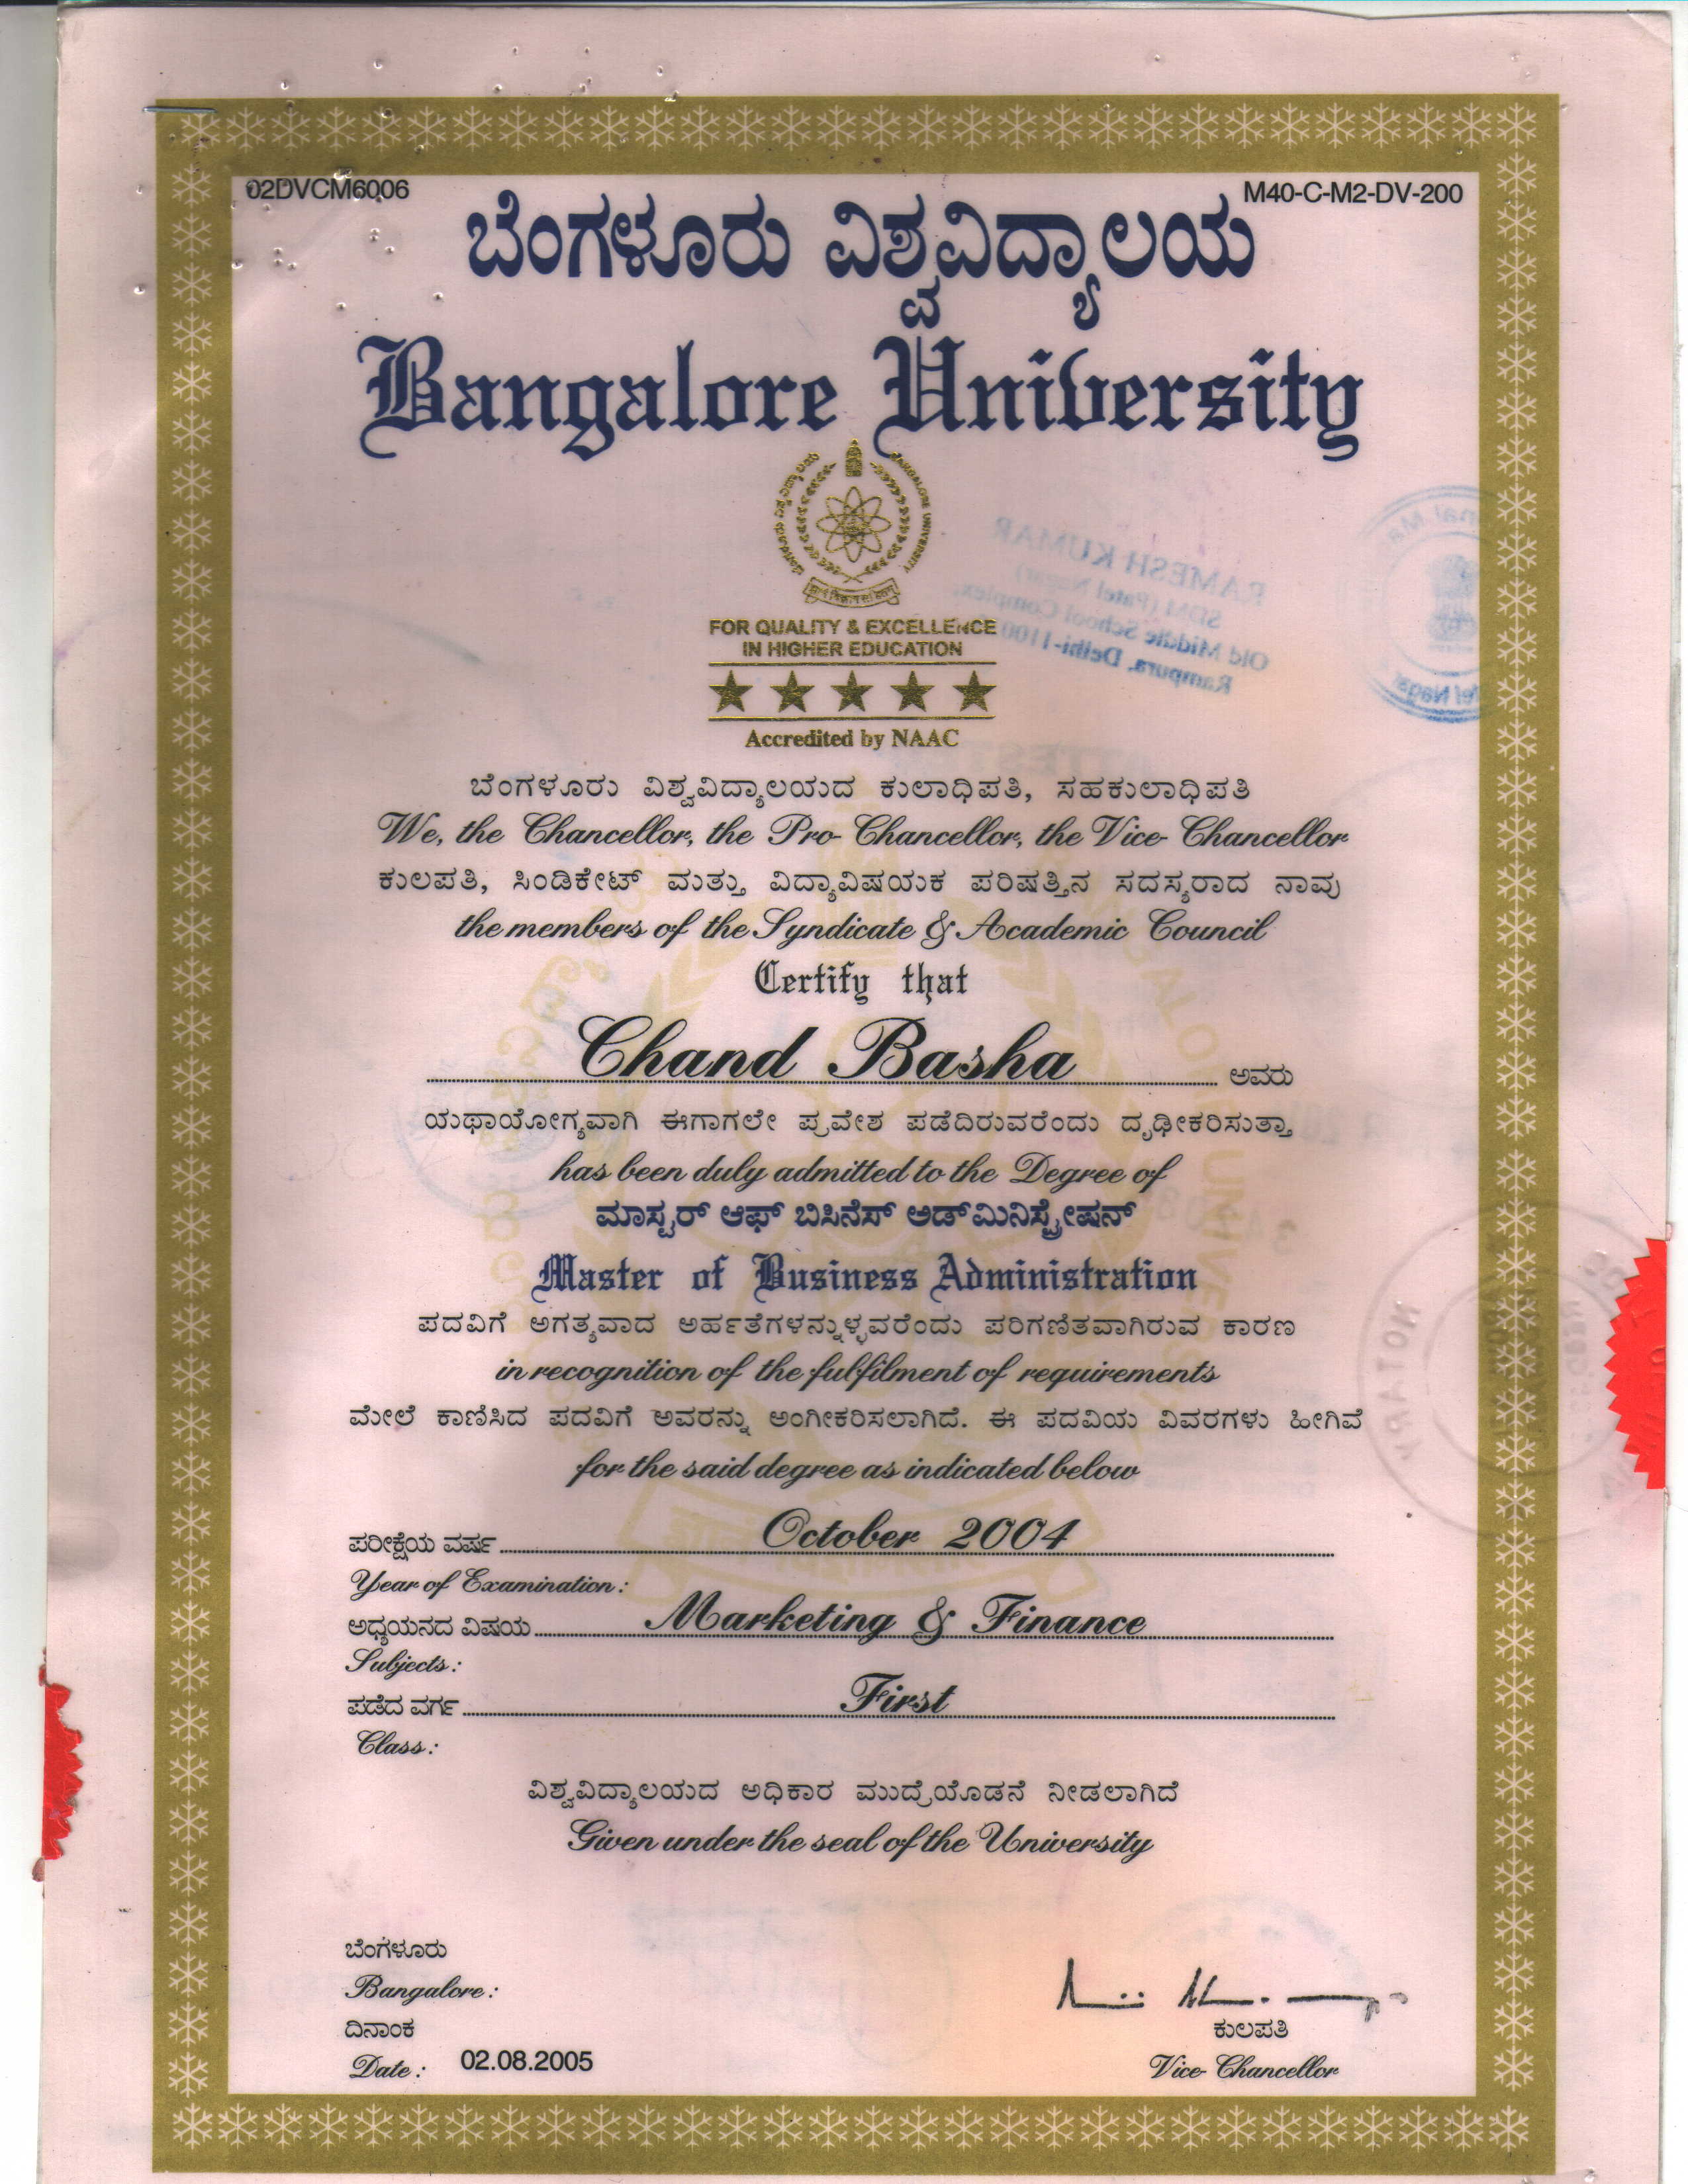 02DVCM6006
M40-C-M2-DV-200
ಬೆಂಗಳೂರು ವಿಶ್ವವಿದ್ಯಾಲಯ
Bangalore University
FOR QUALITY & EXCELLENCE
IN HIGHER EDUCATION
Accredited by NAAC
RAMESH KUMAR
SDM (Patel Nagar)
Old Middle School Complex,
Rampura, Delhi-1100
ಬೆಂಗಳೂರು ವಿಶ್ವವಿದ್ಯಾಲಯದ ಕುಲಾಧಿಪತಿ, ಸಹಕುಲಾಧಿಪತಿ
We, the Chancellor, the Pro-Chancellor, the Vice-Chancellor
ಕುಲಪತಿ, ಸಿಂಡಿಕೇಟ್ ಮತ್ತು ವಿದ್ಯಾವಿಷಯಕ ಪರಿಷತ್ತಿನ ಸದಸ್ಯರಾದ ನಾವು
the members of the Syndicate & Academic Council
Certify that
Chand Basha ಅವರು
ಯಥಾಯೋಗ್ಯವಾಗಿ ಈಗಾಗಲೇ ಪ್ರವೇಶ ಪಡೆದಿರುವರೆಂದು ದೃಢೀಕರಿಸುತ್ತಾ
has been duly admitted to the Degree of
ಮಾಸ್ಟರ್ ಆಫ್ ಬಿಸಿನೆಸ್ ಅಡ್‌ಮಿನಿಸ್ಟ್ರೇಷನ್
Master of Business Administration
ಪದವಿಗೆ ಅಗತ್ಯವಾದ ಅರ್ಹತೆಗಳನ್ನುಳ್ಳವರೆಂದು ಪರಿಗಣಿತವಾಗಿರುವ ಕಾರಣ
in recognition of the fulfilment of requirements
ಮೇಲೆ ಕಾಣಿಸಿದ ಪದವಿಗೆ ಅವರನ್ನು ಅಂಗೀಕರಿಸಲಾಗಿದೆ. ಈ ಪದವಿಯ ವಿವರಗಳು ಹೀಗಿವೆ
for the said degree as indicated below
ಪರೀಕ್ಷೆಯ ವರ್ಷ October 2004
Year of Examination :
ಅಧ್ಯಯನದ ವಿಷಯ Marketing & Finance
Subjects :
ಪಡೆದ ವರ್ಗ First
Class :
NOTARY
ವಿಶ್ವವಿದ್ಯಾಲಯದ ಅಧಿಕಾರ ಮುದ್ರೆಯೊಡನೆ ನೀಡಲಾಗಿದೆ
Given under the seal of the University
ಬೆಂಗಳೂರು
Bangalore :
ದಿನಾಂಕ
Date : 02.08.2005
ಕುಲಪತಿ
Vice-Chancellor